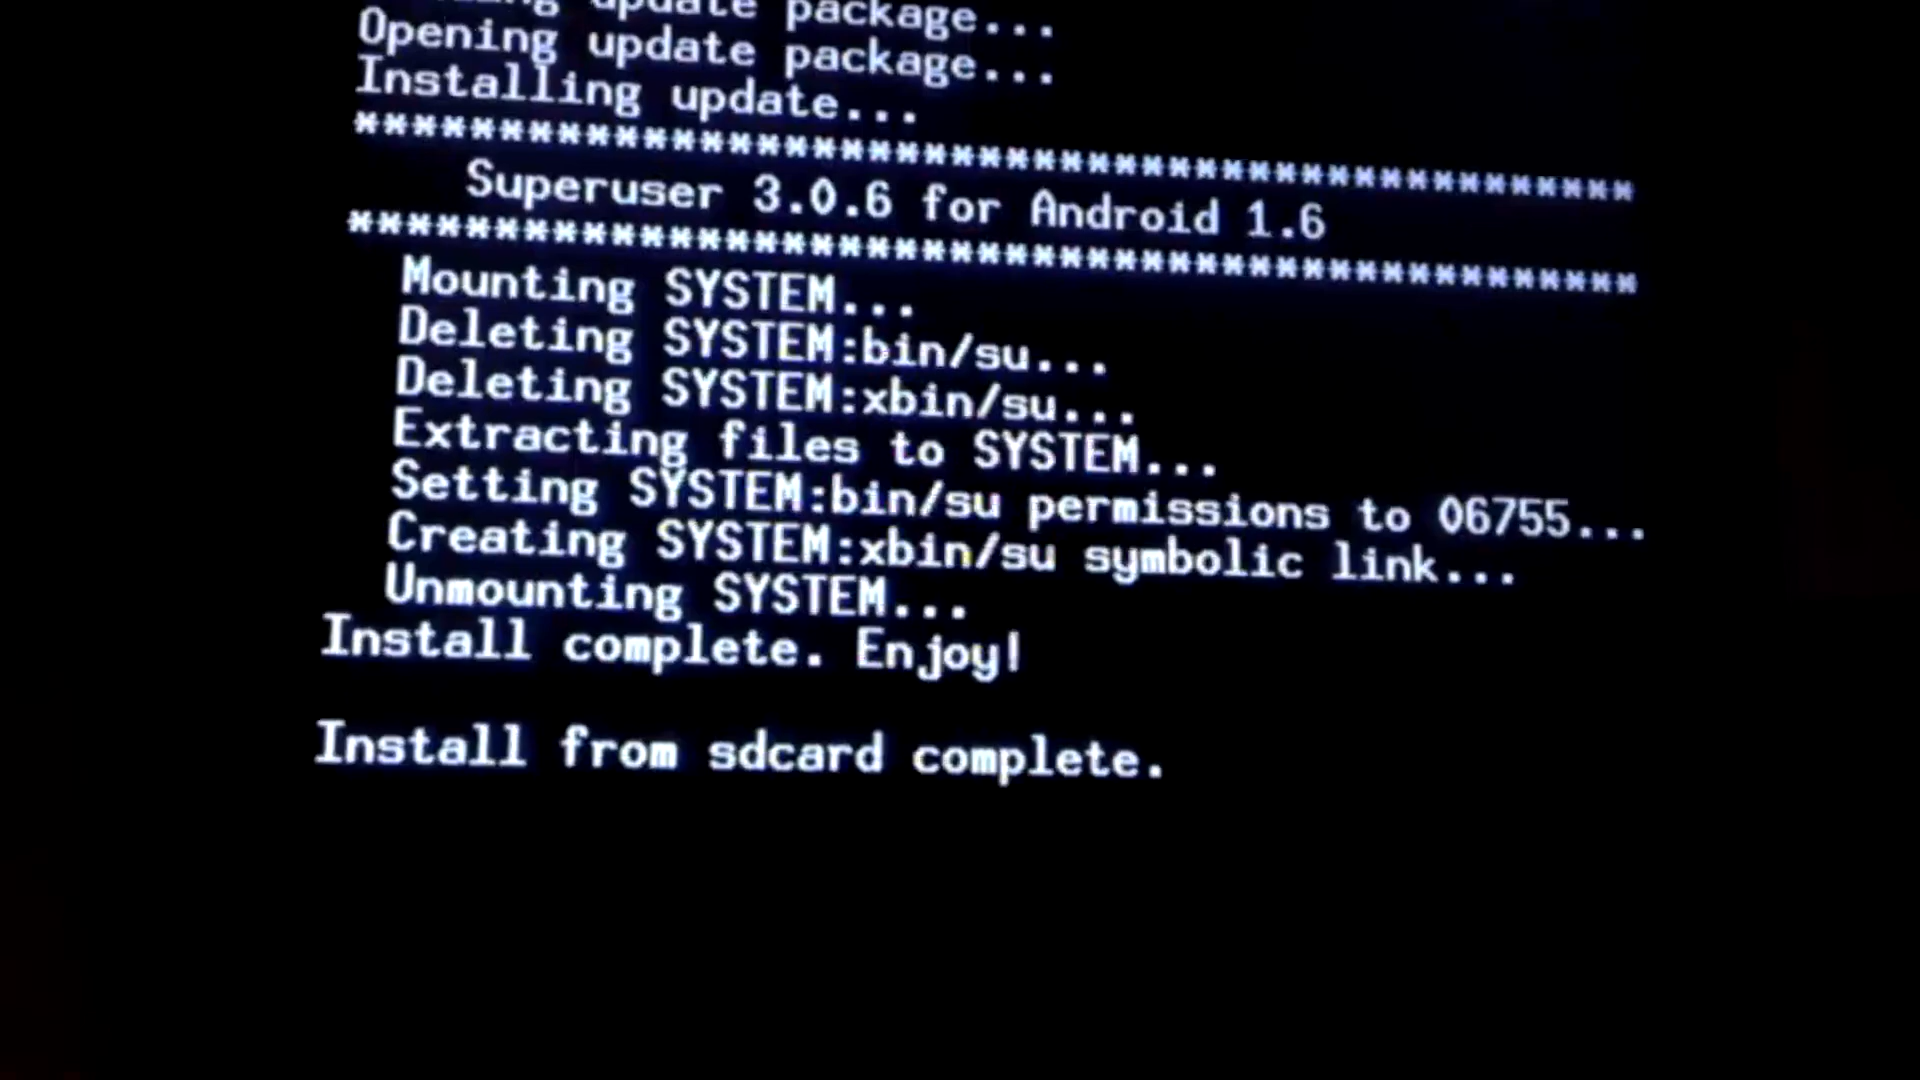 update package...
Opening update package...
Installing update...
***********************************************
Superuser 3.0.6 for Android 1.6
***********************************************
Mounting SYSTEM...
Deleting SYSTEM:bin/su...
Deleting SYSTEM:xbin/su...
Extracting files to SYSTEM...
Setting SYSTEM:bin/su permissions to 06755...
Creating SYSTEM:xbin/su symbolic link...
Unmounting SYSTEM...
Install complete. Enjoy!
Install from sdcard complete.